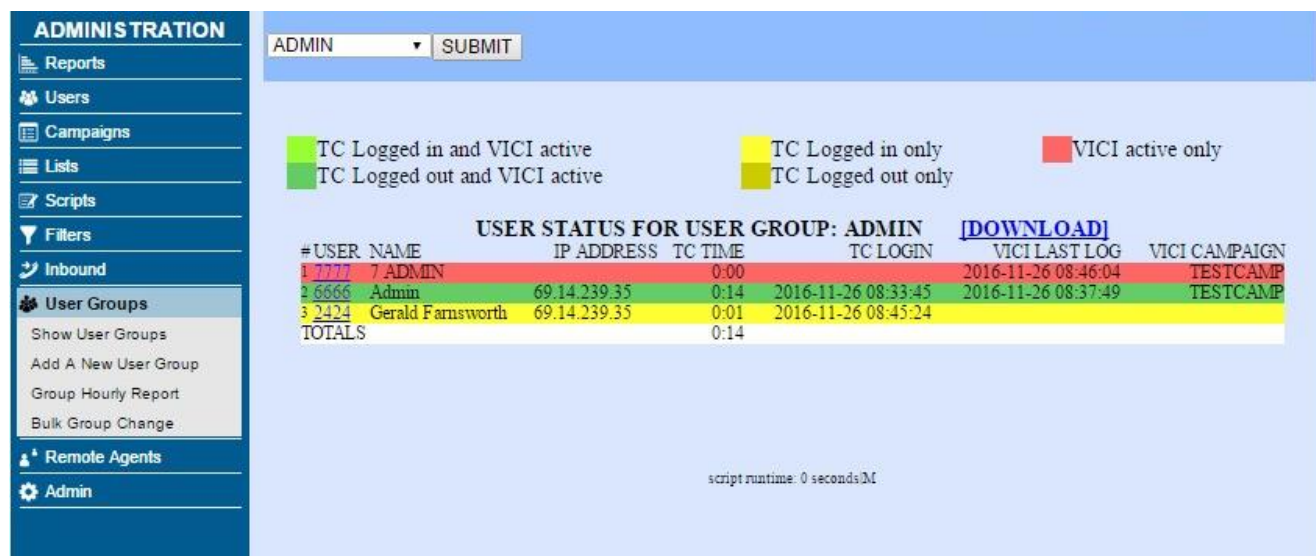 ADMINISTRATION
Reports
Users
Campaigns
Lists
Scripts
Filters
Inbound
User Groups
Show User Groups
Add A New User Group
Group Hourly Report
Bulk Group Change
Remote Agents
Admin
ADMIN SUBMIT
TC Logged in and VICI active TC Logged in only VICI active only
TC Logged out and VICI active TC Logged out only
USER STATUS FOR USER GROUP: ADMIN [DOWNLOAD]
# USER NAME IP ADDRESS TC TIME TC LOGIN VICI LAST LOG VICI CAMPAIGN
1 7777 7 ADMIN 0:00 2016-11-26 08:46:04 TESTCAMP
2 6666 Admin 69.14.239.35 0:14 2016-11-26 08:33:45 2016-11-26 08:37:49 TESTCAMP
3 2424 Gerald Farnsworth 69.14.239.35 0:01 2016-11-26 08:45:24
TOTALS 0:14
script runtime: 0 seconds|M